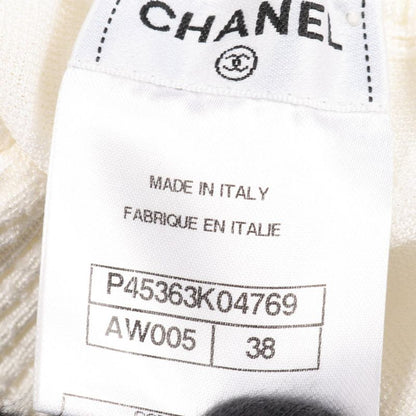 CHANEL
MADE IN ITALY
FABRIQUE EN ITALIE
P45363K04769
AW005 38